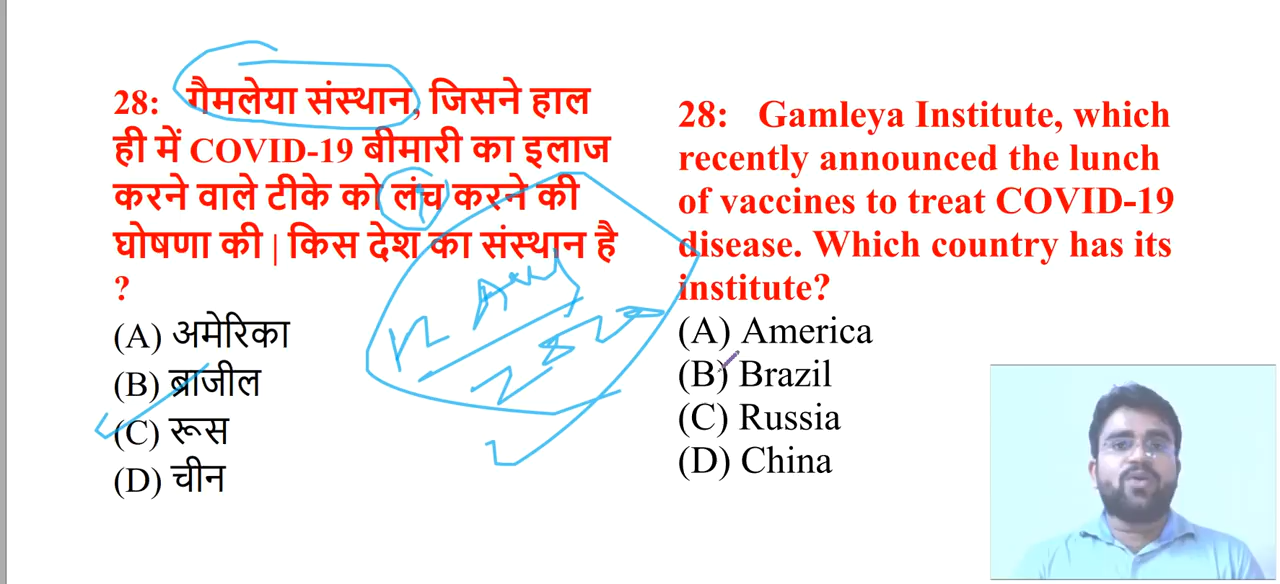 28: गैमलेया संस्थान, जिसने हाल
ही में COVID-19 बीमारी का इलाज
करने वाले टीके को लंच करने की
घोषणा की | किस देश का संस्थान है
?
(A) अमेरिका
(B) ब्राजील
(C) रूस
(D) चीन
28: Gamleya Institute, which
recently announced the lunch
of vaccines to treat COVID-19
disease. Which country has its
institute?
(A) America
(B) Brazil
(C) Russia
(D) China